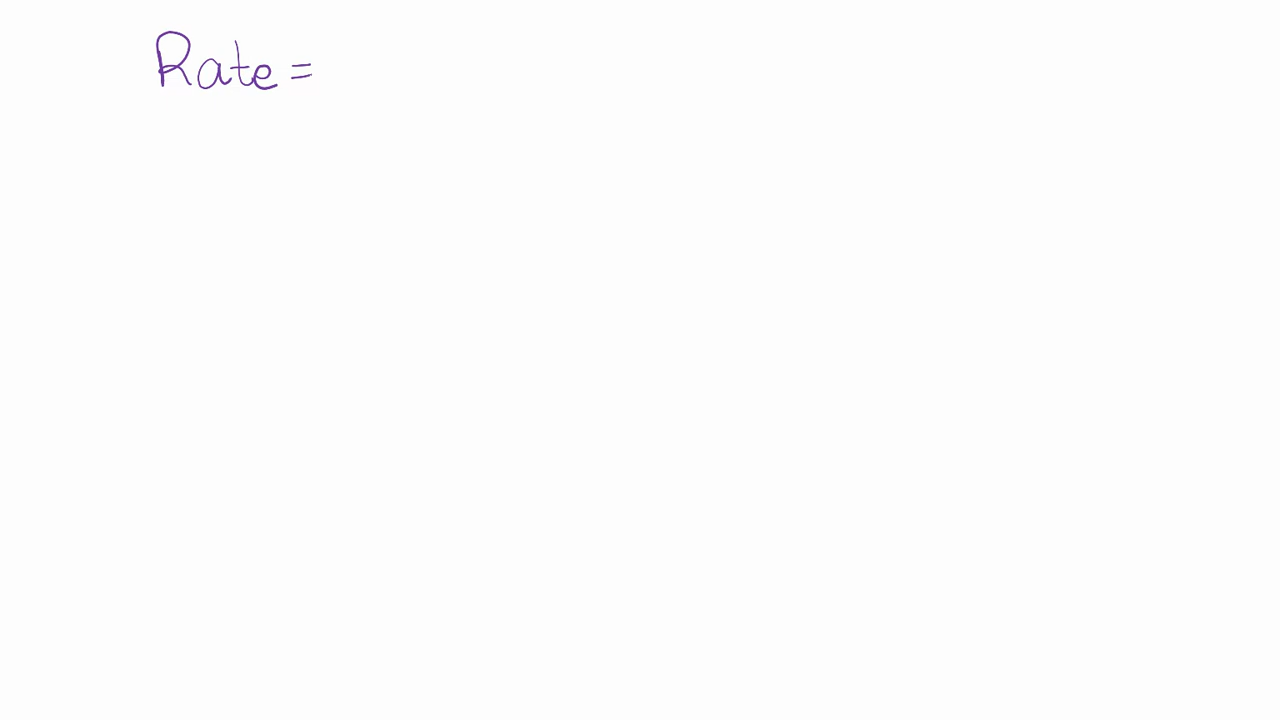 Rate =